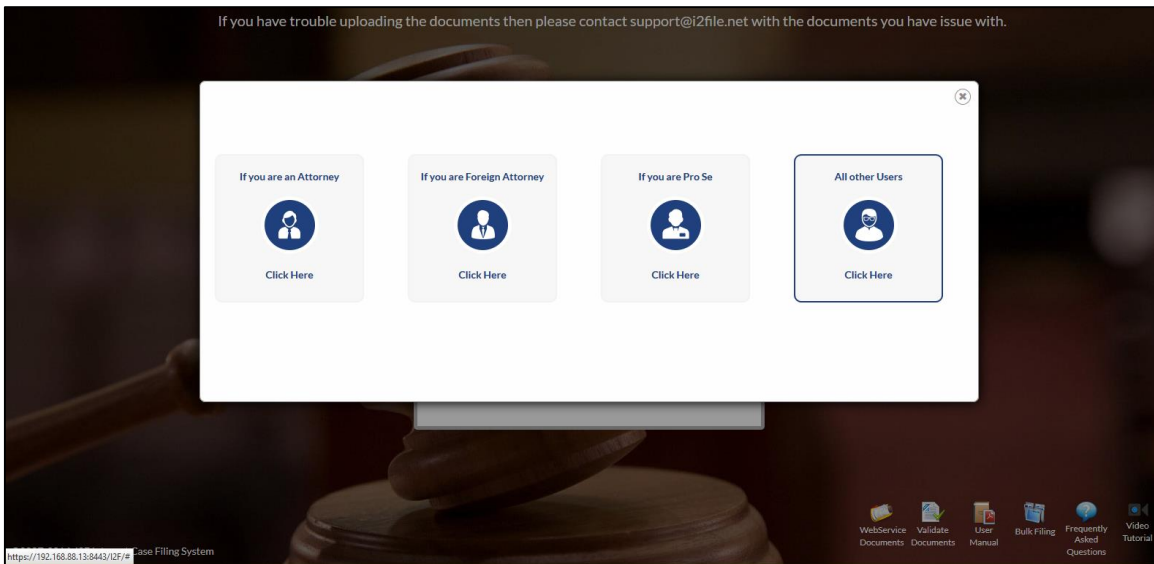 If you have trouble uploading the documents then please contact support@i2file.net with the documents you have issue with.
If you are an Attorney
Click Here
If you are Foreign Attorney
Click Here
If you are Pro Se
Click Here
All other Users
Click Here
WebService
Documents
Validate
Documents
User
Manual
Bulk Filing
Frequently
Asked
Questions
Video
Tutorial
Case Filing System
https://192.168.88.13:8443/I2F/#